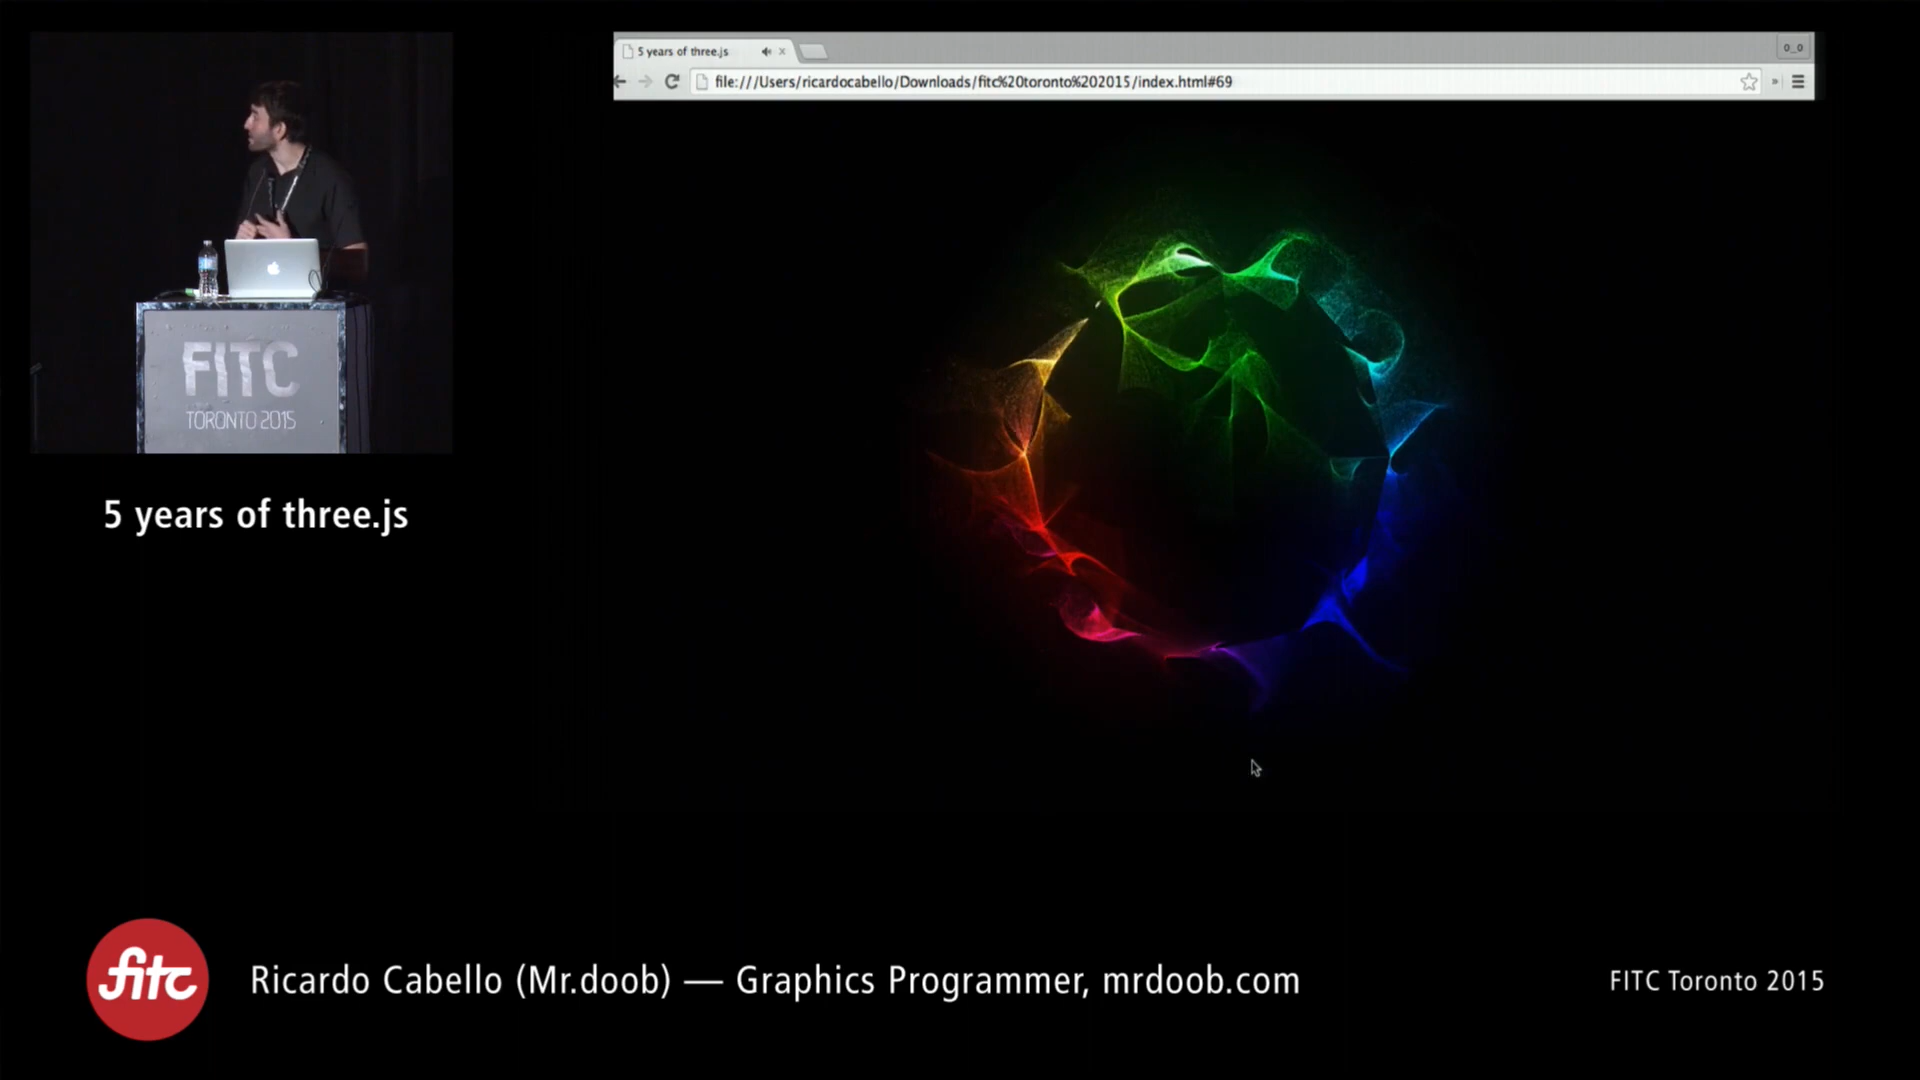 5 years of three.js
0_0
file:///Users/ricardocabello/Downloads/fitc%20toronto%202015/index.html#69
FITC
TORONTO 2015
5 years of three.js
fitc
Ricardo Cabello (Mr.doob) — Graphics Programmer, mrdoob.com
FITC Toronto 2015